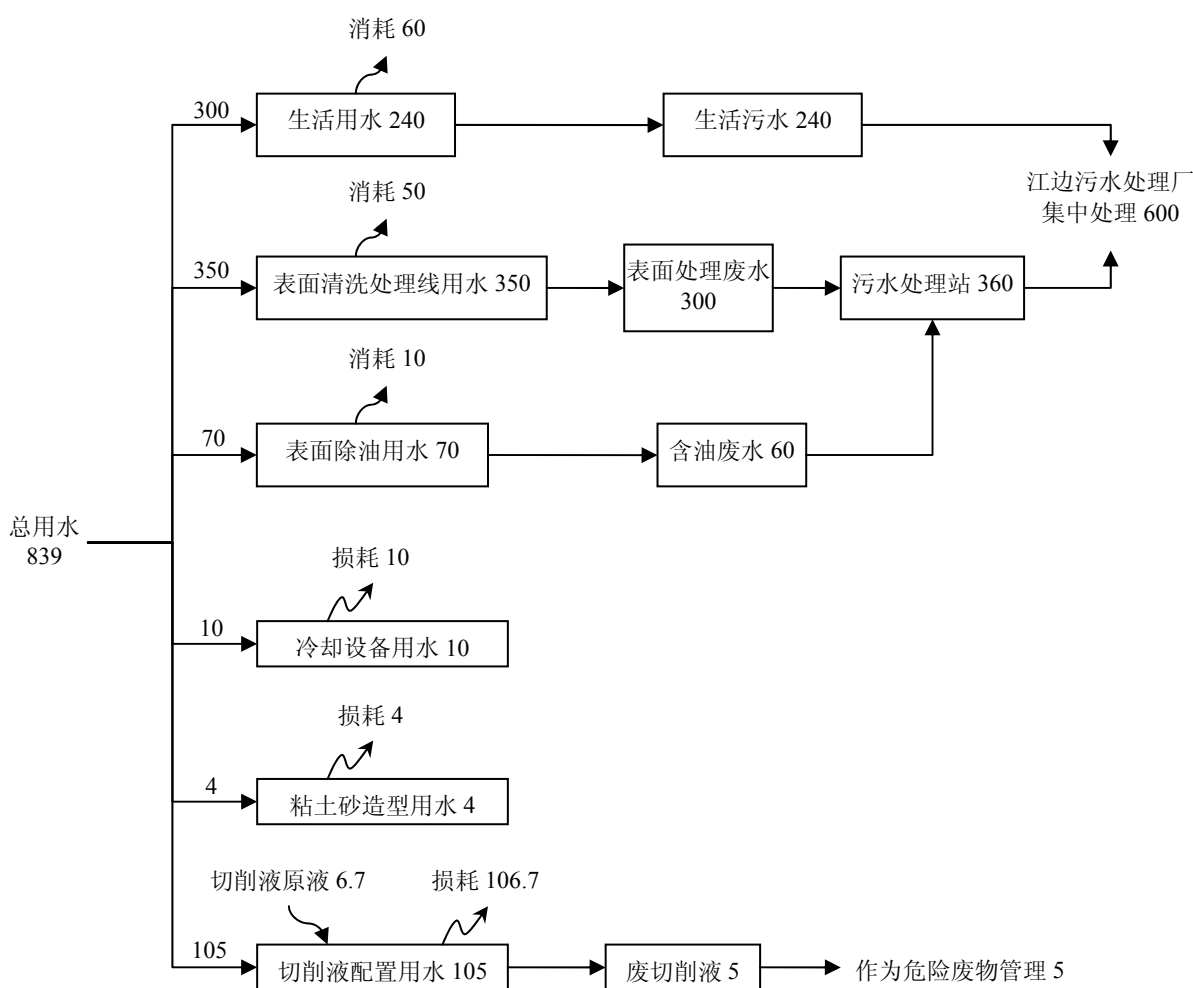 消耗 60
300
生活用水 240
生活污水 240
江边污水处理厂
集中处理 600
消耗 50
350
表面清洗处理线用水 350
表面处理废水
300
污水处理站 360
消耗 10
70
表面除油用水 70
含油废水 60
总用水
839
损耗 10
10
冷却设备用水 10
损耗 4
4
粘土砂造型用水 4
切削液原液 6.7
损耗 106.7
105
切削液配置用水 105
废切削液 5
作为危险废物管理 5